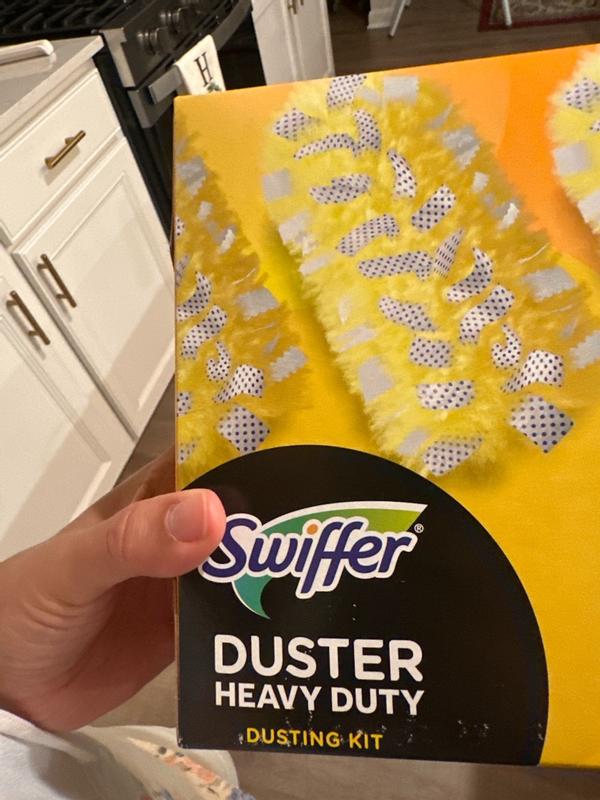 H
Swiffer®
DUSTER
HEAVY DUTY
DUSTING KIT